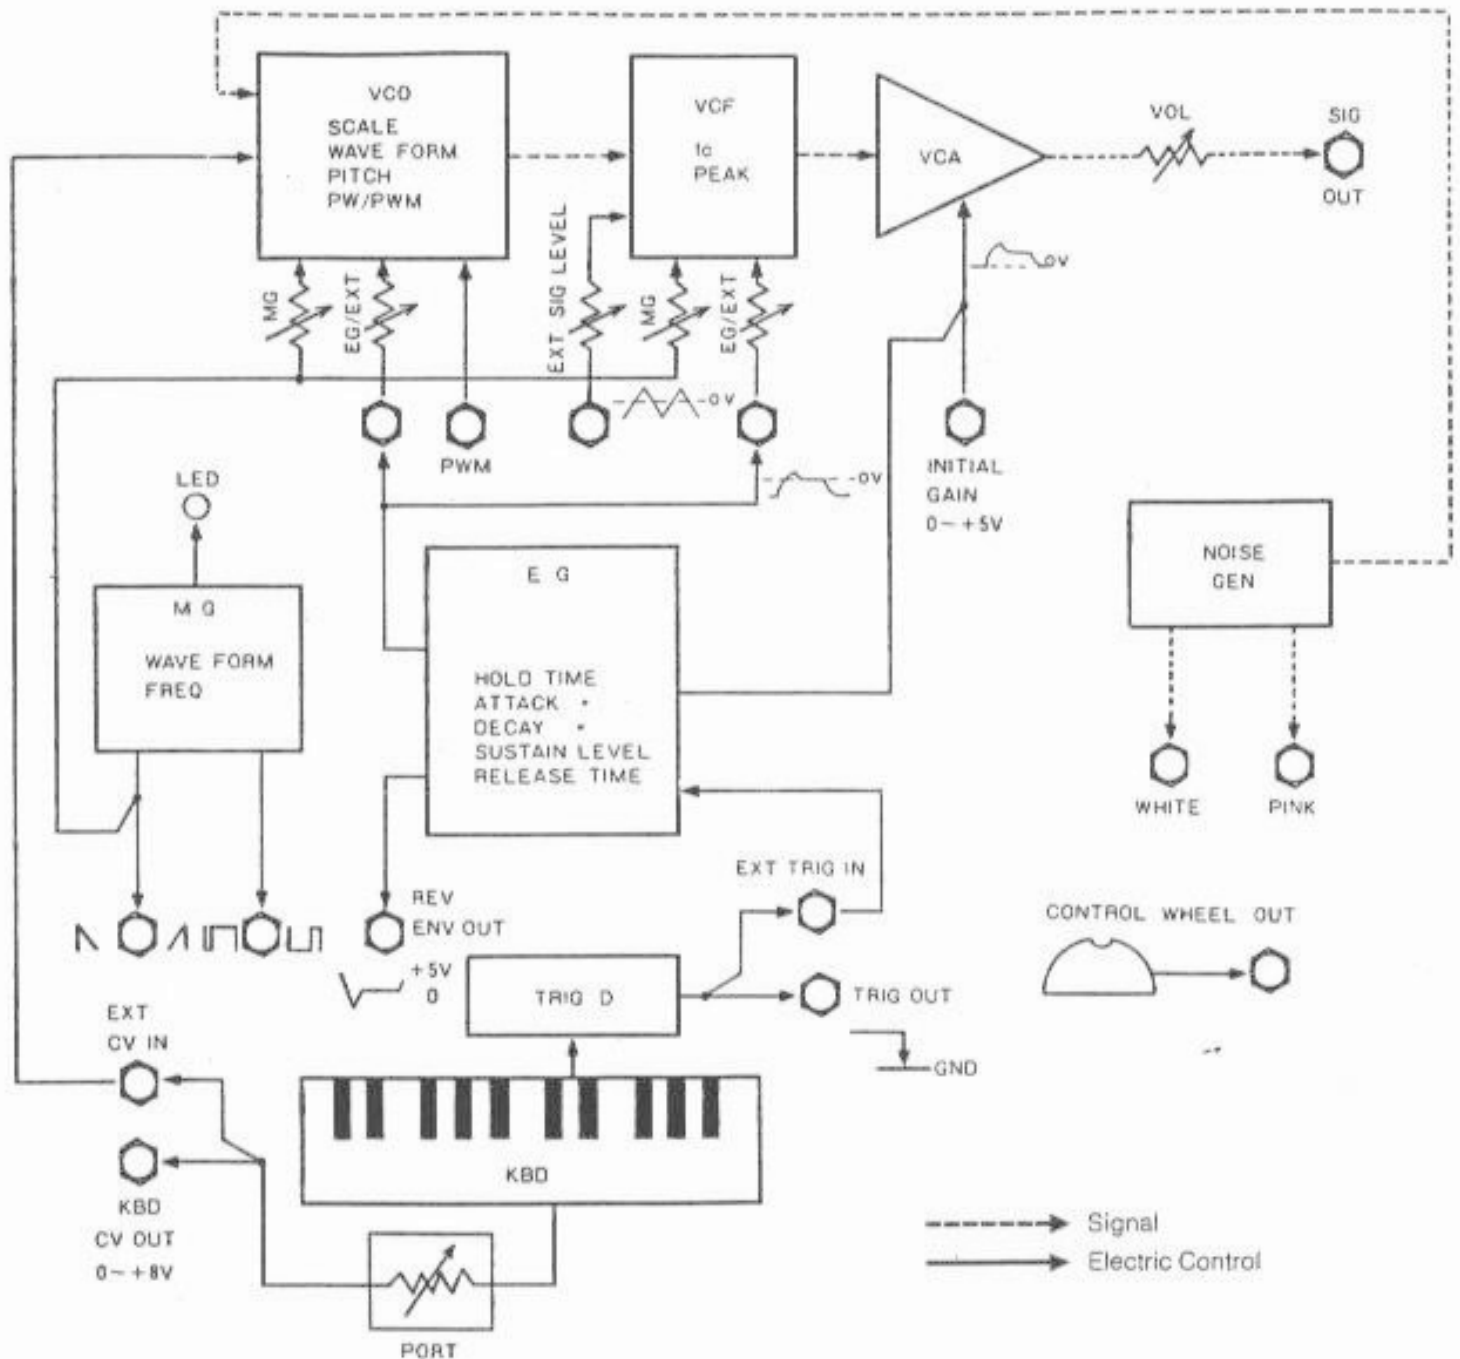 VCO
SCALE
WAVE FORM
PITCH
PW/PWM
VCF
fc
PEAK
VCA
VOL
SIG
OUT
MG
EG/EXT
EXT SIG LEVEL
MG
EG/EXT
0V
-0V
PWM
-0V
INITIAL
GAIN
0~+5V
LED
MG
WAVE FORM
FREQ
EG
HOLD TIME
ATTACK "
DECAY "
SUSTAIN LEVEL
RELEASE TIME
NOISE
GEN
WHITE
PINK
REV
ENV OUT
+5V
0
EXT TRIG IN
TRIG D
TRIG OUT
GND
CONTROL WHEEL OUT
EXT
CV IN
KBD
CV OUT
0~+8V
KBD
PORT
Signal
Electric Control